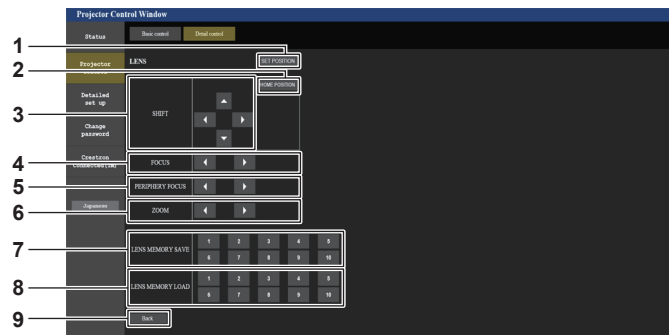 Projector Control Window
Status
Basic control
Detail control
1
LENS
SET POSITION
Projector
2
HOME POSITION
Detailed
set up
3
SHIFT
Change
password
Crestron
4
FOCUS
5
PERIPHERY FOCUS
Japanese
6
ZOOM
7
LENS MEMORY SAVE
1 2 3 4 5
6 7 8 9 10
8
LENS MEMORY LOAD
1 2 3 4 5
6 7 8 9 10
9
Back